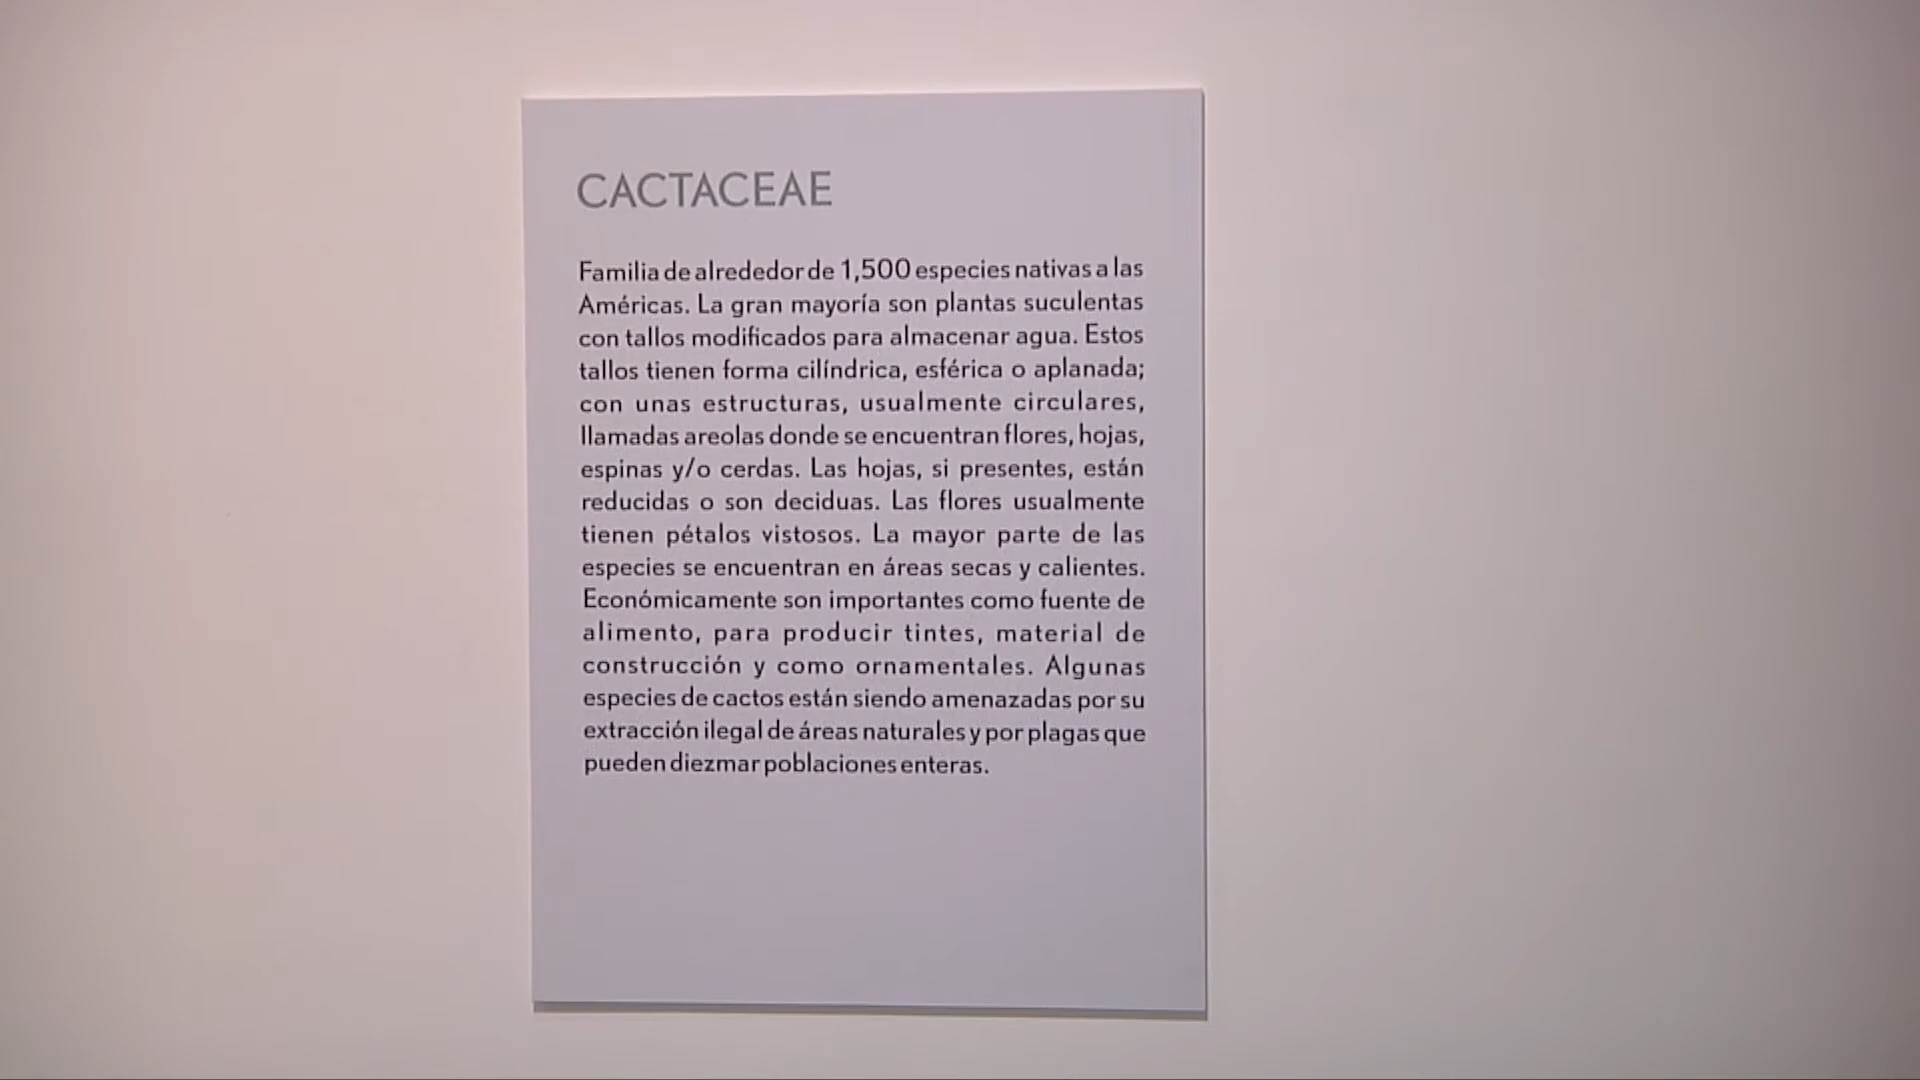 CACTACEAE
Familia de alrededor de 1,500 especies nativas a las
Américas. La gran mayoría son plantas suculentas
con tallos modificados para almacenar agua. Estos
tallos tienen forma cilíndrica, esférica o aplanada;
con unas estructuras, usualmente circulares,
llamadas areolas donde se encuentran flores, hojas,
espinas y/o cerdas. Las hojas, si presentes, están
reducidas o son deciduas. Las flores usualmente
tienen pétalos vistosos. La mayor parte de las
especies se encuentran en áreas secas y calientes.
Económicamente son importantes como fuente de
alimento, para producir tintes, material de
construcción y como ornamentales. Algunas
especies de cactos están siendo amenazadas por su
extracción ilegal de áreas naturales y por plagas que
pueden diezmar poblaciones enteras.